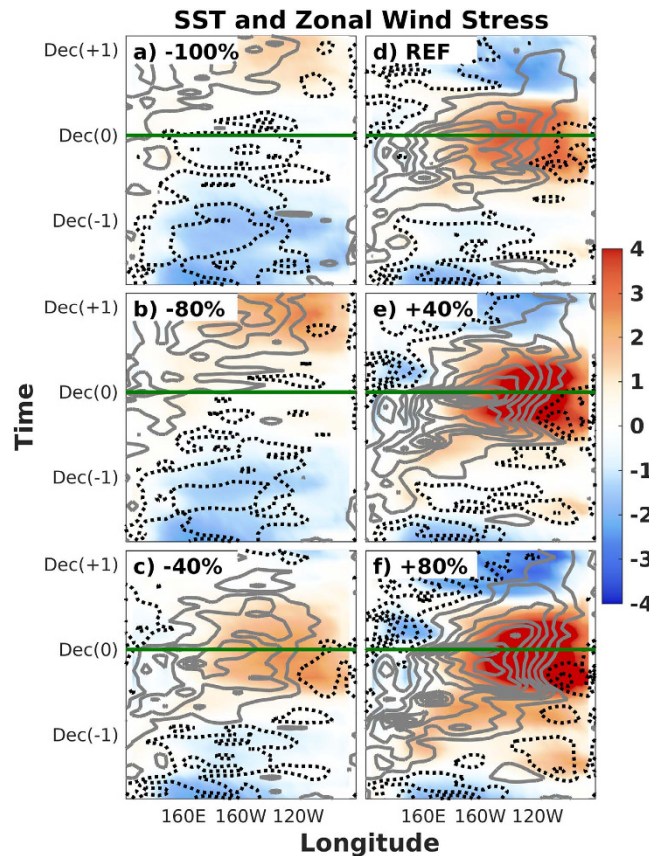 SST and Zonal Wind Stress
a) -100%
d) REF
b) -80%
e) +40%
c) -40%
f) +80%
Dec(+1)
Dec(0)
Dec(-1)
Dec(+1)
Dec(0)
Dec(-1)
Dec(+1)
Dec(0)
Dec(-1)
Time
160E 160W 120W
160E 160W 120W
Longitude
4
3
2
1
0
-1
-2
-3
-4